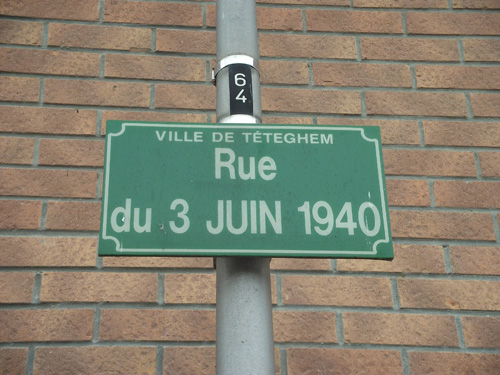 64
VILLE DE TÉTEGHEM
Rue
du 3 JUIN 1940